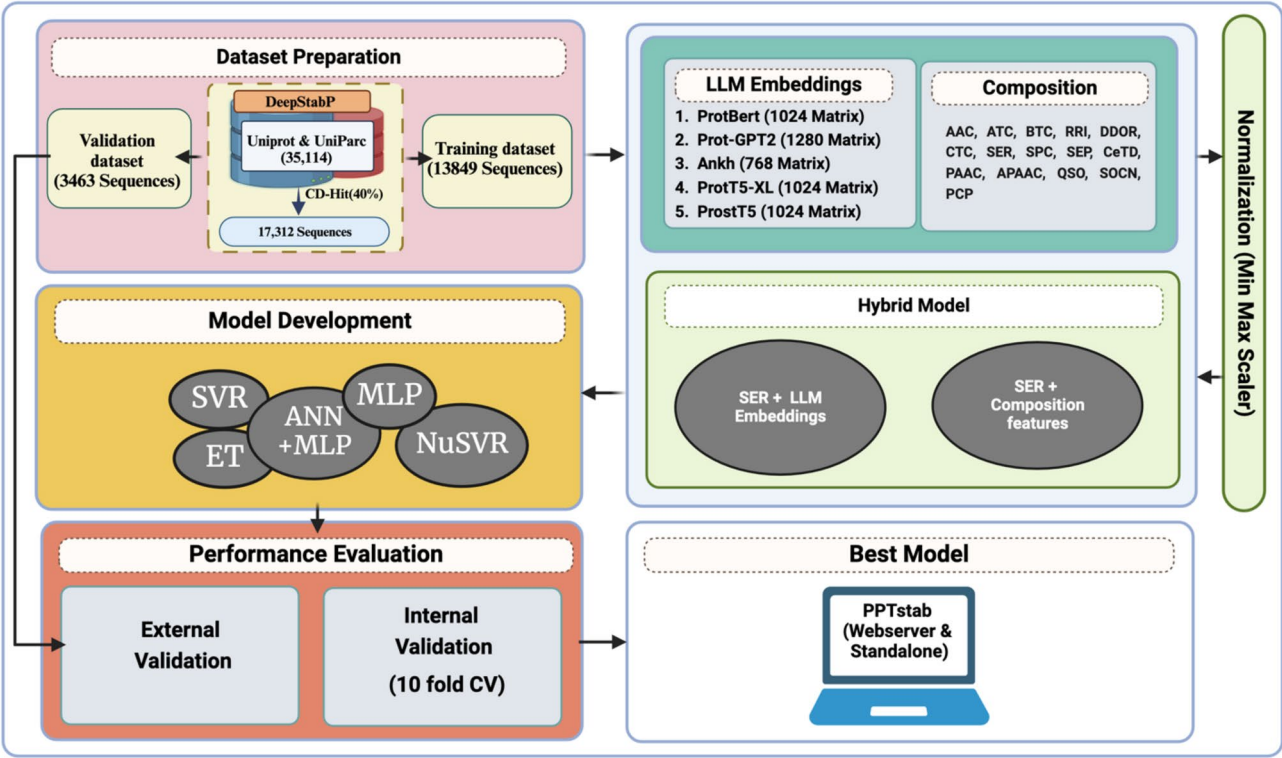 Dataset Preparation
DeepStabP
Uniprot & UniParc
(35,114)
CD-Hit(40%)
17,312 Sequences
Validation
dataset
(3463 Sequences)
Training dataset
(13849 Sequences)
LLM Embeddings
1. ProtBert (1024 Matrix)
2. Prot-GPT2 (1280 Matrix)
3. Ankh (768 Matrix)
4. ProtT5-XL (1024 Matrix)
5. ProstT5 (1024 Matrix)
Composition
AAC, ATC, BTC, RRI, DDOR,
CTC, SER, SPC, SEP, CeTD,
PAAC, APAAC, QSO, SOCN,
PCP
Normalization (Min Max Scaler)
Hybrid Model
SER + LLM
Embeddings
SER +
Composition
features
Model Development
SVR
ET
ANN
+MLP
MLP
NuSVR
Performance Evaluation
External
Validation
Internal
Validation
(10 fold CV)
Best Model
PPTstab
(Webserver &
Standalone)